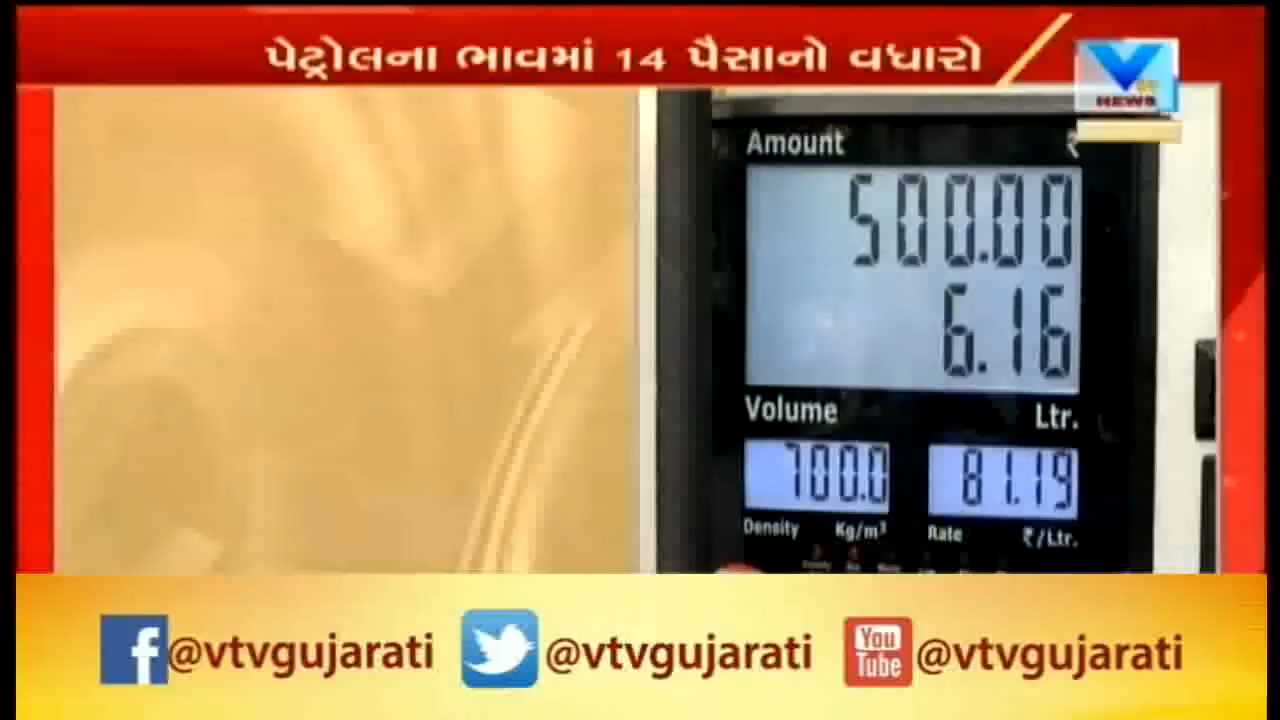 પેટ્રોલના ભાવમાં 14 પૈસાનો વધારો
NEWS
Amount ₹
500.00
6.16
Volume Ltr.
700.0 81.19
Density Kg/m³ Rate ₹/Ltr.
@vtvgujarati @vtvgujarati You Tube @vtvgujarati